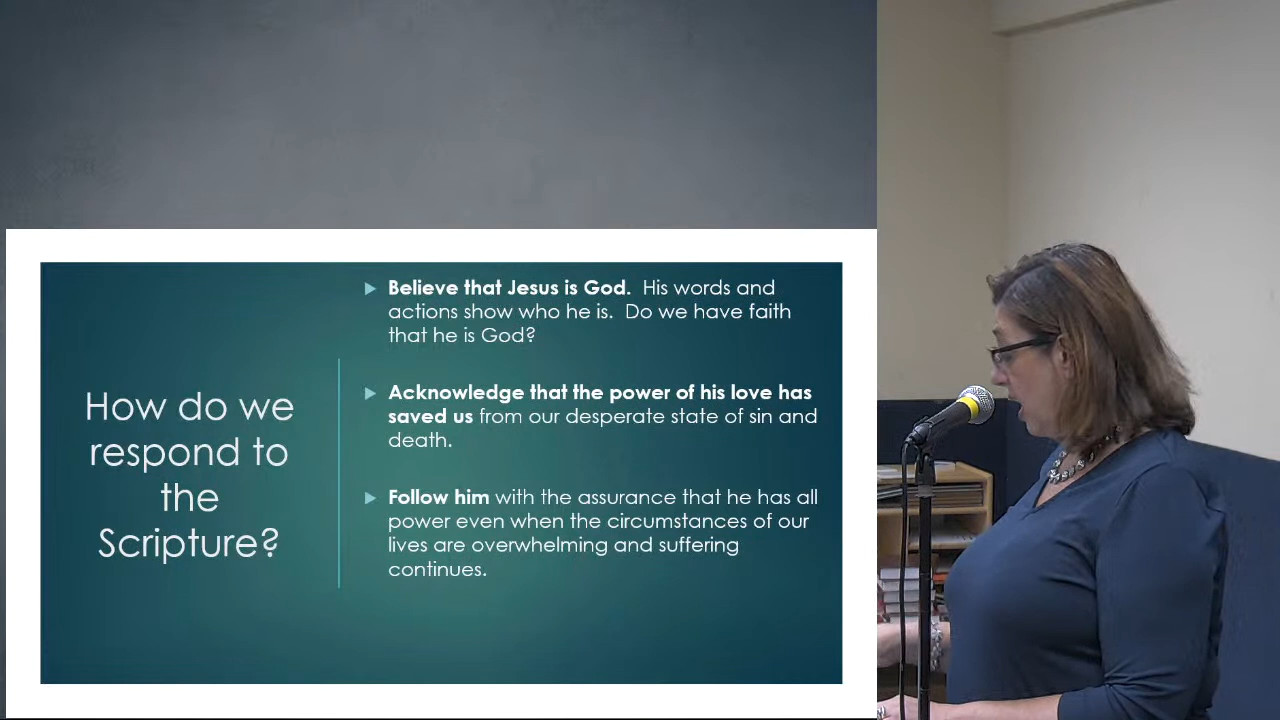 How do we
respond to
the
Scripture?
Believe that Jesus is God.  His words and
actions show who he is.  Do we have faith
that he is God?
Acknowledge that the power of his love has
saved us from our desperate state of sin and
death.
Follow him with the assurance that he has all
power even when the circumstances of our
lives are overwhelming and suffering
continues.